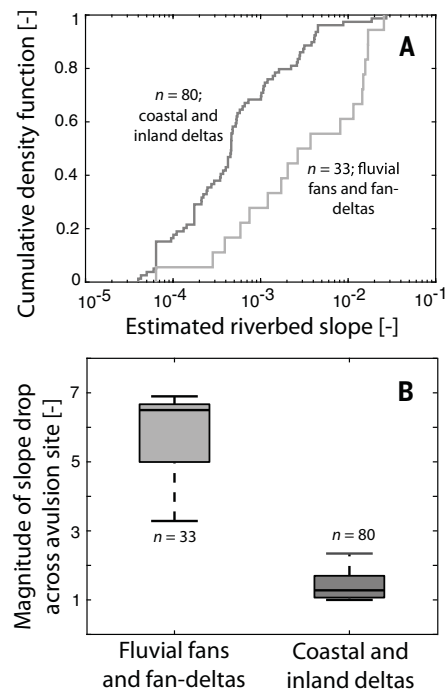 Cumulative density function [-]
1
0.8
0.6
0.4
0.2
0
A
n = 80;
coastal and
inland deltas
n = 33; fluvial
fans and fan-
deltas
10-5
10-4
10-3
10-2
10-1
Estimated riverbed slope [-]
Magnitude of slope drop
across avulsion site [-]
7
5
3
1
B
n = 33
n = 80
Fluvial fans
and fan-deltas
Coastal and
inland deltas